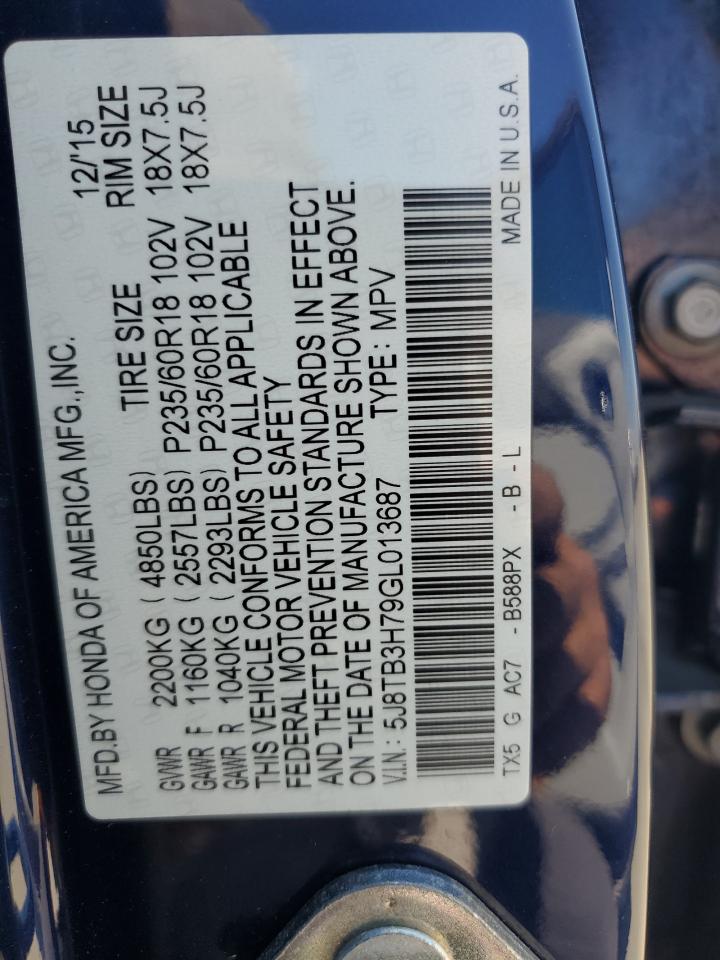 MFD.BY HONDA OF AMERICA MFG.,INC. 12/'15
GVWR 2200KG ( 4850LBS) TIRE SIZE RIM SIZE
GAWR F 1160KG ( 2557LBS) P235/60R18 102V 18X7.5J
GAWR R 1040KG ( 2293LBS) P235/60R18 102V 18X7.5J
THIS VEHICLE CONFORMS TO ALL APPLICABLE
FEDERAL MOTOR VEHICLE SAFETY
AND THEFT PREVENTION STANDARDS IN EFFECT
ON THE DATE OF MANUFACTURE SHOWN ABOVE.
V.I.N.: 5J8TB3H79GL013687 TYPE: MPV
TX5 G AC7 - B588PX - B - L MADE IN U.S.A.